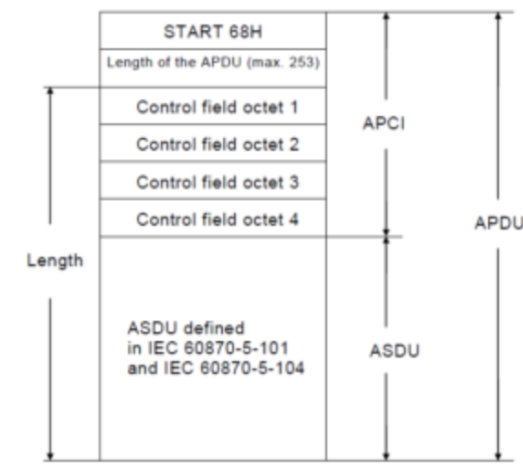 START 68H
Length of the APDU (max. 253)
Control field octet 1
APCI
Control field octet 2
Control field octet 3
Control field octet 4
APDU
Length
ASDU defined
in IEC 60870-5-101
and IEC 60870-5-104
ASDU